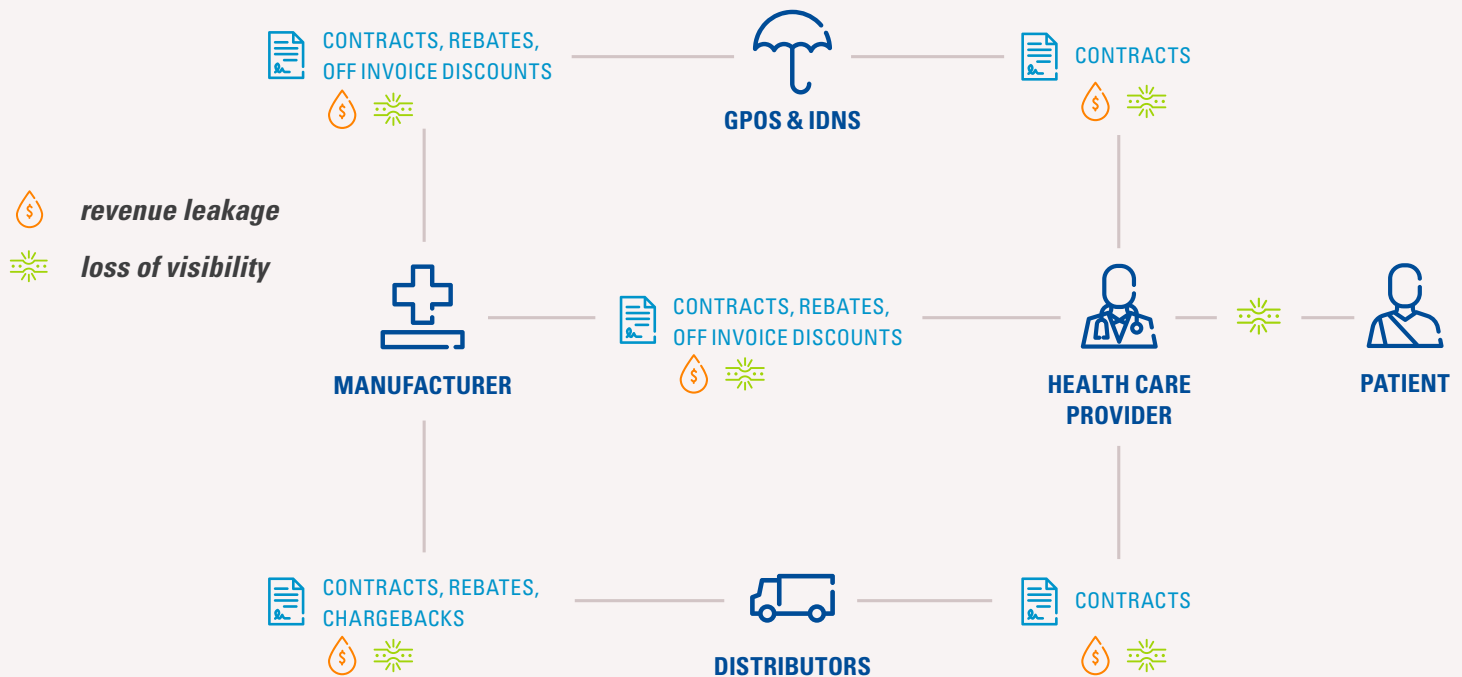 CONTRACTS, REBATES,
OFF INVOICE DISCOUNTS
$
GPOS & IDNS
CONTRACTS
$
$
revenue leakage
loss of visibility
MANUFACTURER
CONTRACTS, REBATES,
OFF INVOICE DISCOUNTS
$
HEALTH CARE
PROVIDER
PATIENT
CONTRACTS, REBATES,
CHARGEBACKS
$
DISTRIBUTORS
CONTRACTS
$